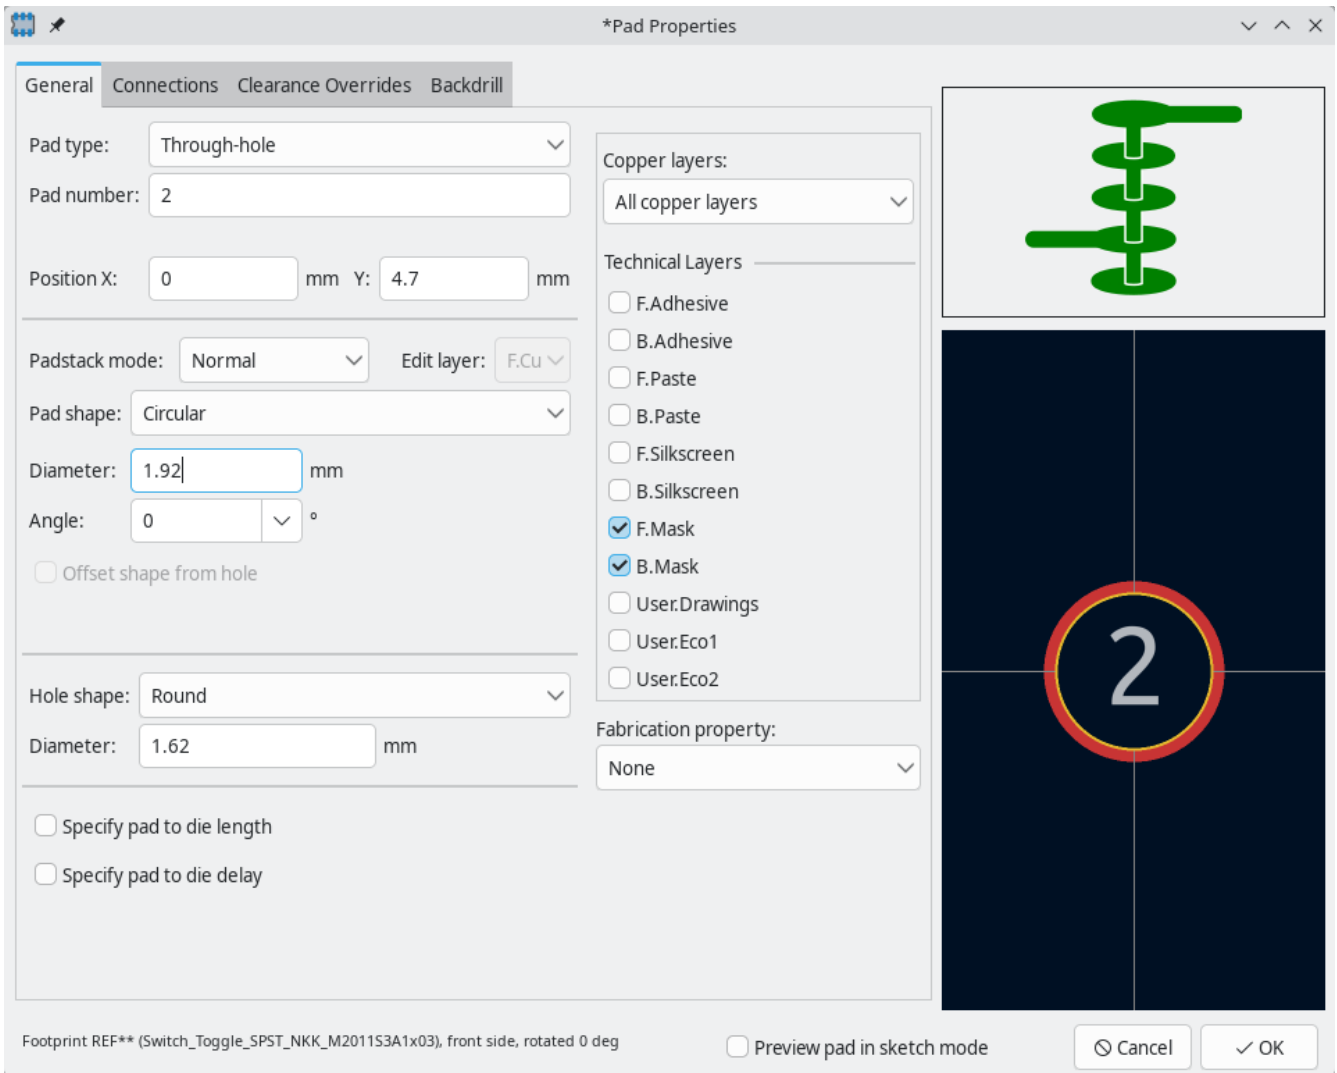 *Pad Properties
General Connections Clearance Overrides Backdrill
Pad type: Through-hole
Pad number: 2
Position X: 0 mm Y: 4.7 mm
Padstack mode: Normal Edit layer: F.Cu
Pad shape: Circular
Diameter: 1.92 mm
Angle: 0 °
Offset shape from hole
Hole shape: Round
Diameter: 1.62 mm
Specify pad to die length
Specify pad to die delay
Copper layers:
All copper layers
Technical Layers
F.Adhesive
B.Adhesive
F.Paste
B.Paste
F.Silkscreen
B.Silkscreen
F.Mask
B.Mask
User.Drawings
User.Eco1
User.Eco2
Fabrication property:
None
2
Footprint REF** (Switch_Toggle_SPST_NKK_M2011S3A1x03), front side, rotated 0 deg
Preview pad in sketch mode
Cancel
OK